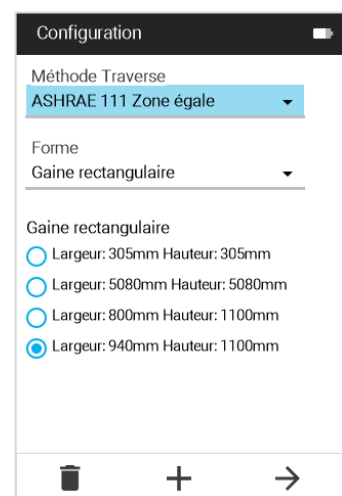 Configuration
Méthode Traverse
ASHRAE 111 Zone égale
Forme
Gaine rectangulaire
Gaine rectangulaire
Largeur: 305mm Hauteur: 305mm
Largeur: 5080mm Hauteur: 5080mm
Largeur: 800mm Hauteur: 1100mm
Largeur: 940mm Hauteur: 1100mm